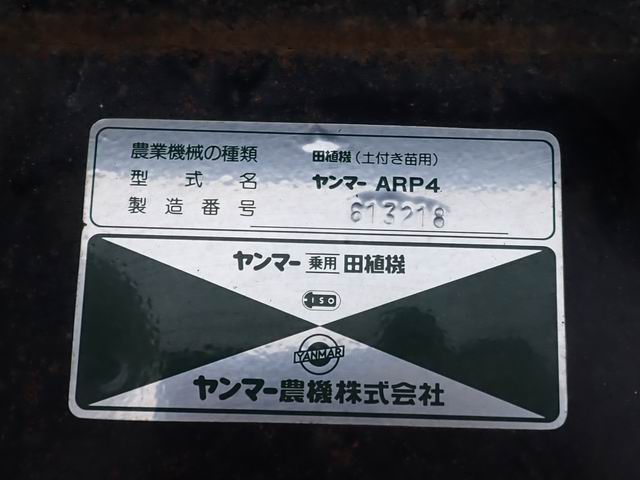 農業機械の種類 田植機(土付き苗用)
型式名 ヤンマー ARP4
製造番号 613218
ヤンマー 乗用 田植機
ISO
YANMAR
ヤンマー農機株式会社